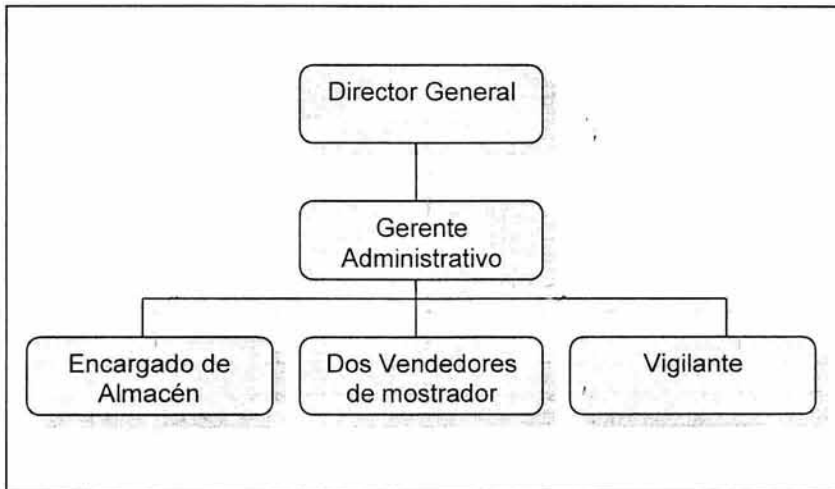 Director General
Gerente
Administrativo
Encargado de
Almacén
Dos Vendedores
de mostrador
Vigilante